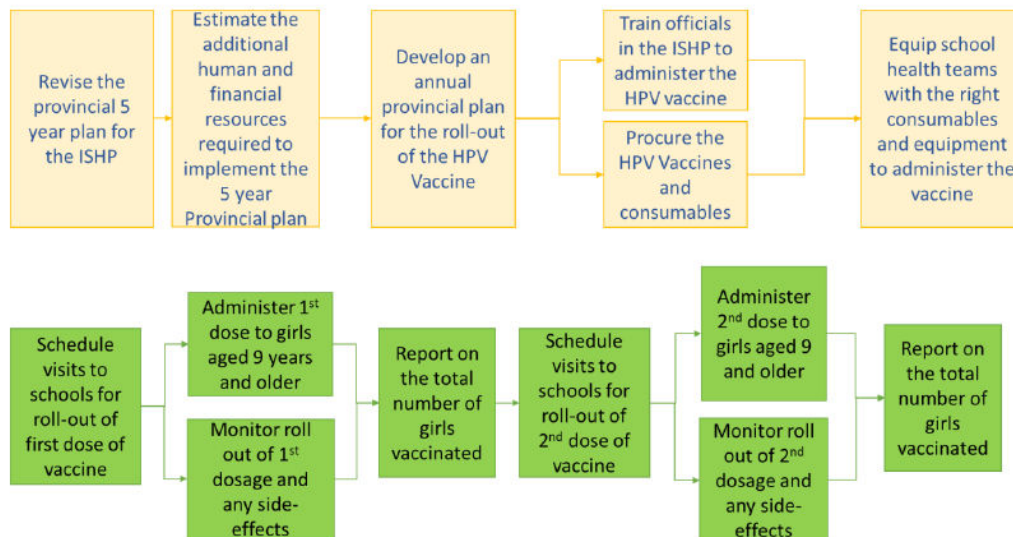 Revise the
provincial 5
year plan for
the ISHP
Estimate the
additional
human and
financial
resources
required to
implement the
5 year
Provincial plan
Develop an
annual
provincial plan
for the roll-out
of the HPV
Vaccine
Train officials
in the ISHP to
administer the
HPV vaccine
Procure the
HPV Vaccines
and
consumables
Equip school
health teams
with the right
consumables
and equipment
to administer the
vaccine
Schedule
visits to
schools for
roll-out of
first dose of
vaccine
Administer 1st
dose to girls
aged 9 years
and older
Monitor roll
out of 1st
dosage and
any side-
effects
Report on
the total
number of
girls
vaccinated
Schedule
visits to
schools for
roll-out of
2nd dose of
vaccine
Administer
2nd dose to
girls aged 9
and older
Monitor roll
out of 2nd
dosage and
any side-
effects
Report on
the total
number of
girls
vaccinated